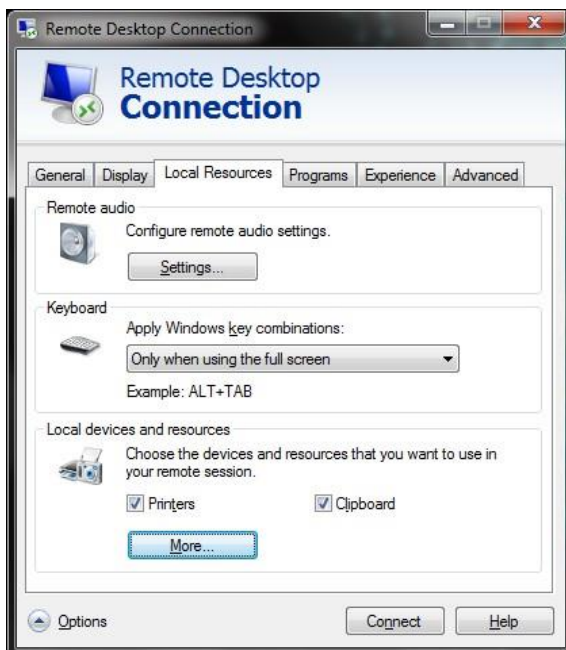 Remote Desktop Connection
Remote Desktop
Connection
General Display Local Resources Programs Experience Advanced
Remote audio
Configure remote audio settings.
Settings...
Keyboard
Apply Windows key combinations:
Only when using the full screen
Example: ALT+TAB
Local devices and resources
Choose the devices and resources that you want to use in
your remote session.
Printers Clipboard
More...
Options Connect Help